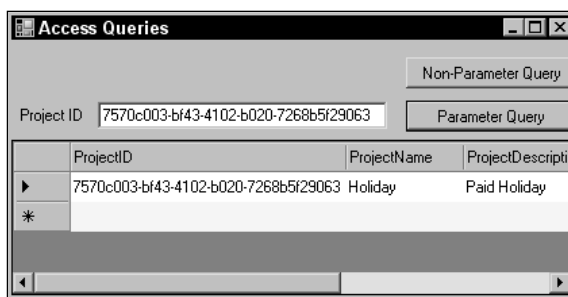 Access Queries
Non-Parameter Query
Project ID 7570c003-bf43-4102-b020-7268b5f29063 Parameter Query
ProjectID ProjectName ProjectDescripti
7570c003-bf43-4102-b020-7268b5f29063 Holiday Paid Holiday